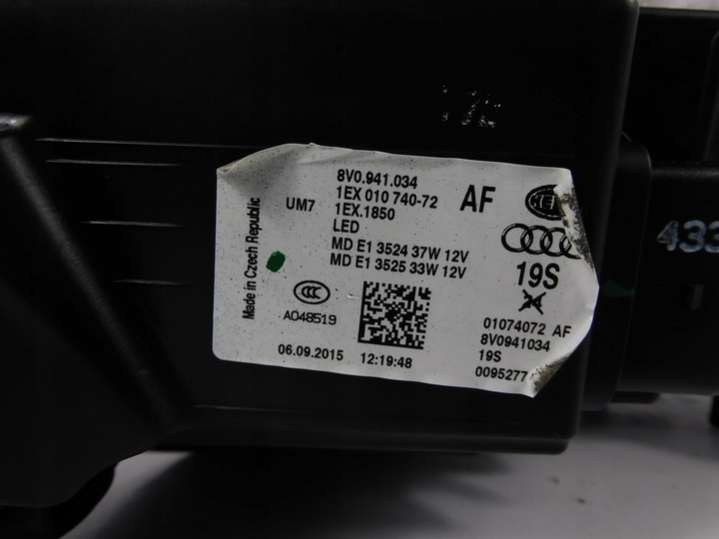 Made in Czech Republic
UM7
8V0.941.034
1EX 010 740-72
1EX.1850
LED
MD E1 3524 37W 12V
MD E1 3525 33W 12V
AF
19S
CCC
A048519
06.09.2015 12:19:48
01074072 AF
8V0941034
19S
0095277
433